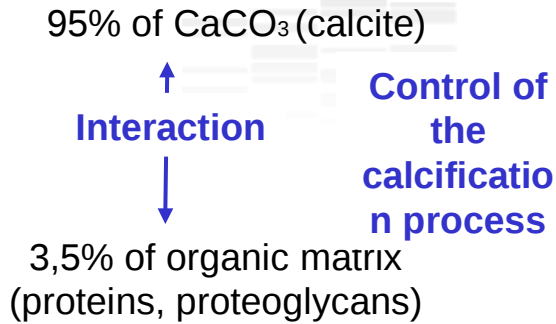 95% of CaCO₃ (calcite)
Interaction
Control of
the
calcificatio
n process
3,5% of organic matrix
(proteins, proteoglycans)